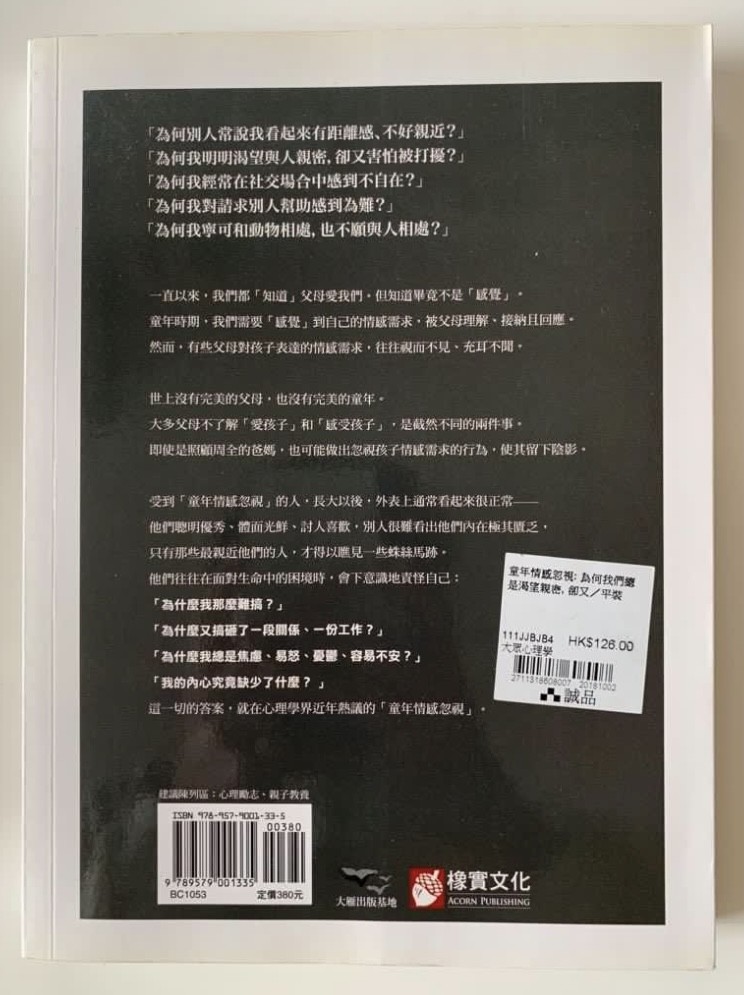 「為何別人常說我看起來有距離感、不好親近？」
「為何我明明渴望與人親密，卻又害怕被打擾？」
「為何我經常在社交場合中感到不自在？」
「為何我對請求別人幫助感到為難？」
「為何我寧可和動物相處，也不願與人相處？」
一直以來，我們都「知道」父母愛我們，但知道畢竟不是「感覺」。
童年時期，我們需要「感覺」到自己的情感需求，被父母理解、接納且回應。
然而，有些父母對孩子表達的情感需求，往往視而不見、充耳不聞。
世上沒有完美的父母，也沒有完美的童年。
大多父母不了解「愛孩子」和「感受孩子」，是截然不同的兩件事。
即使是照顧周全的爸媽，也可能做出忽視孩子情感需求的行為，使其留下陰影。
受到「童年情感忽視」的人，長大以後，外表上通常看起來很正常——
他們聰明優秀、體面光鮮、討人喜歡，別人很難看出他們內在極其匱乏，
只有那些最親近他們的人，才得以瞧見一些蛛絲馬跡。
他們往往在面對生命中的困境時，會下意識地責怪自己：
「為什麼我那麼難搞？」
「為什麼又搞砸了一段關係、一份工作？」
「為什麼我總是焦慮、易怒、憂鬱、容易不安？」
「我的內心究竟缺少了什麼？」
這一切的答案，就在心理學界近年熱議的「童年情感忽視」。
童年情感忽視: 為何我們總
是渴望親密, 卻又／平裝
111JJBJB4 HK$126.00
大眾心理學
2711318608007 20181002
誠品
建議陳列區：心理勵志、親子教養
ISBN 978-957-9001-33-5
00380
9 789579 001335
BC1053 定價380元
大雁出版基地
橡實文化
ACORN PUBLISHING